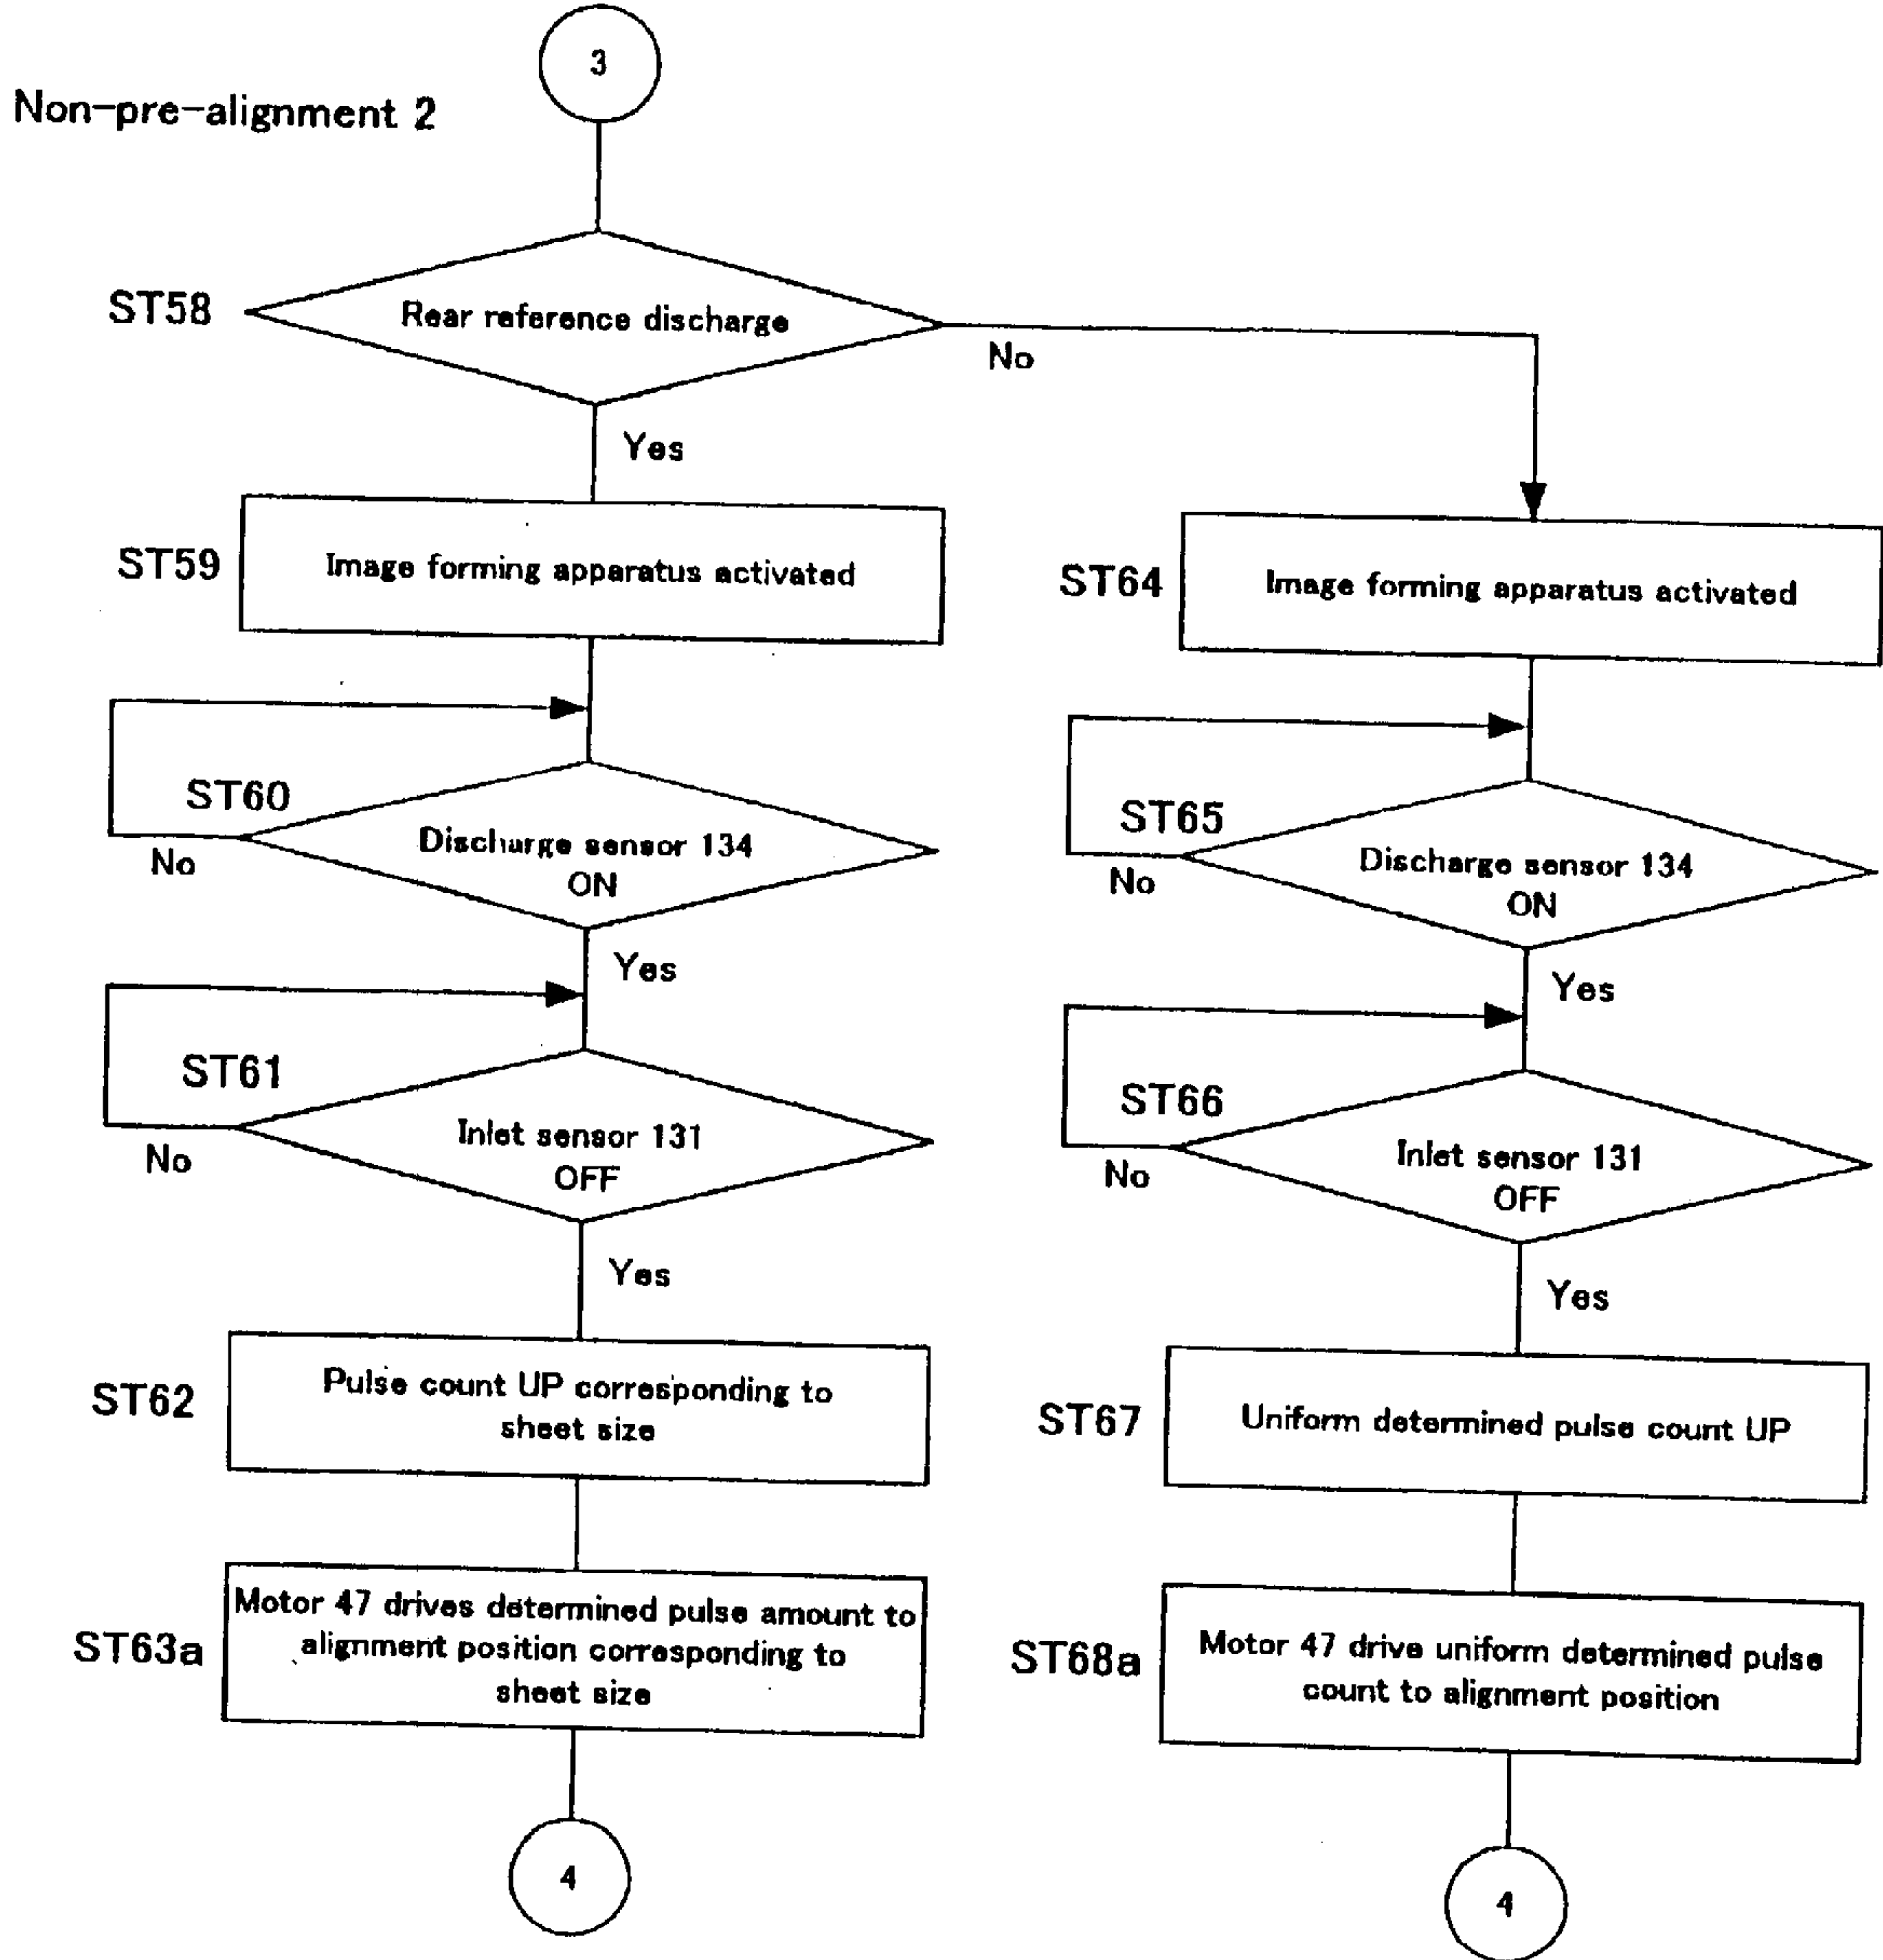 3
Non-pre-alignment 2
ST58
Rear reference discharge
No
Yes
ST59
Image forming apparatus activated
ST60
Discharge sensor 134
ON
No
Yes
ST61
Inlet sensor 131
OFF
No
Yes
ST62
Pulse count UP corresponding to
sheet size
ST63a
Motor 47 drives determined pulse amount to
alignment position corresponding to
sheet size
4
ST64
Image forming apparatus activated
ST65
Discharge sensor 134
ON
No
Yes
ST66
Inlet sensor 131
OFF
No
Yes
ST67
Uniform determined pulse count UP
ST68a
Motor 47 drive uniform determined pulse
count to alignment position
4